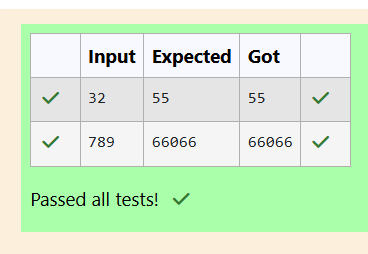 Input Expected Got
32 55 55
789 66066 66066
Passed all tests!